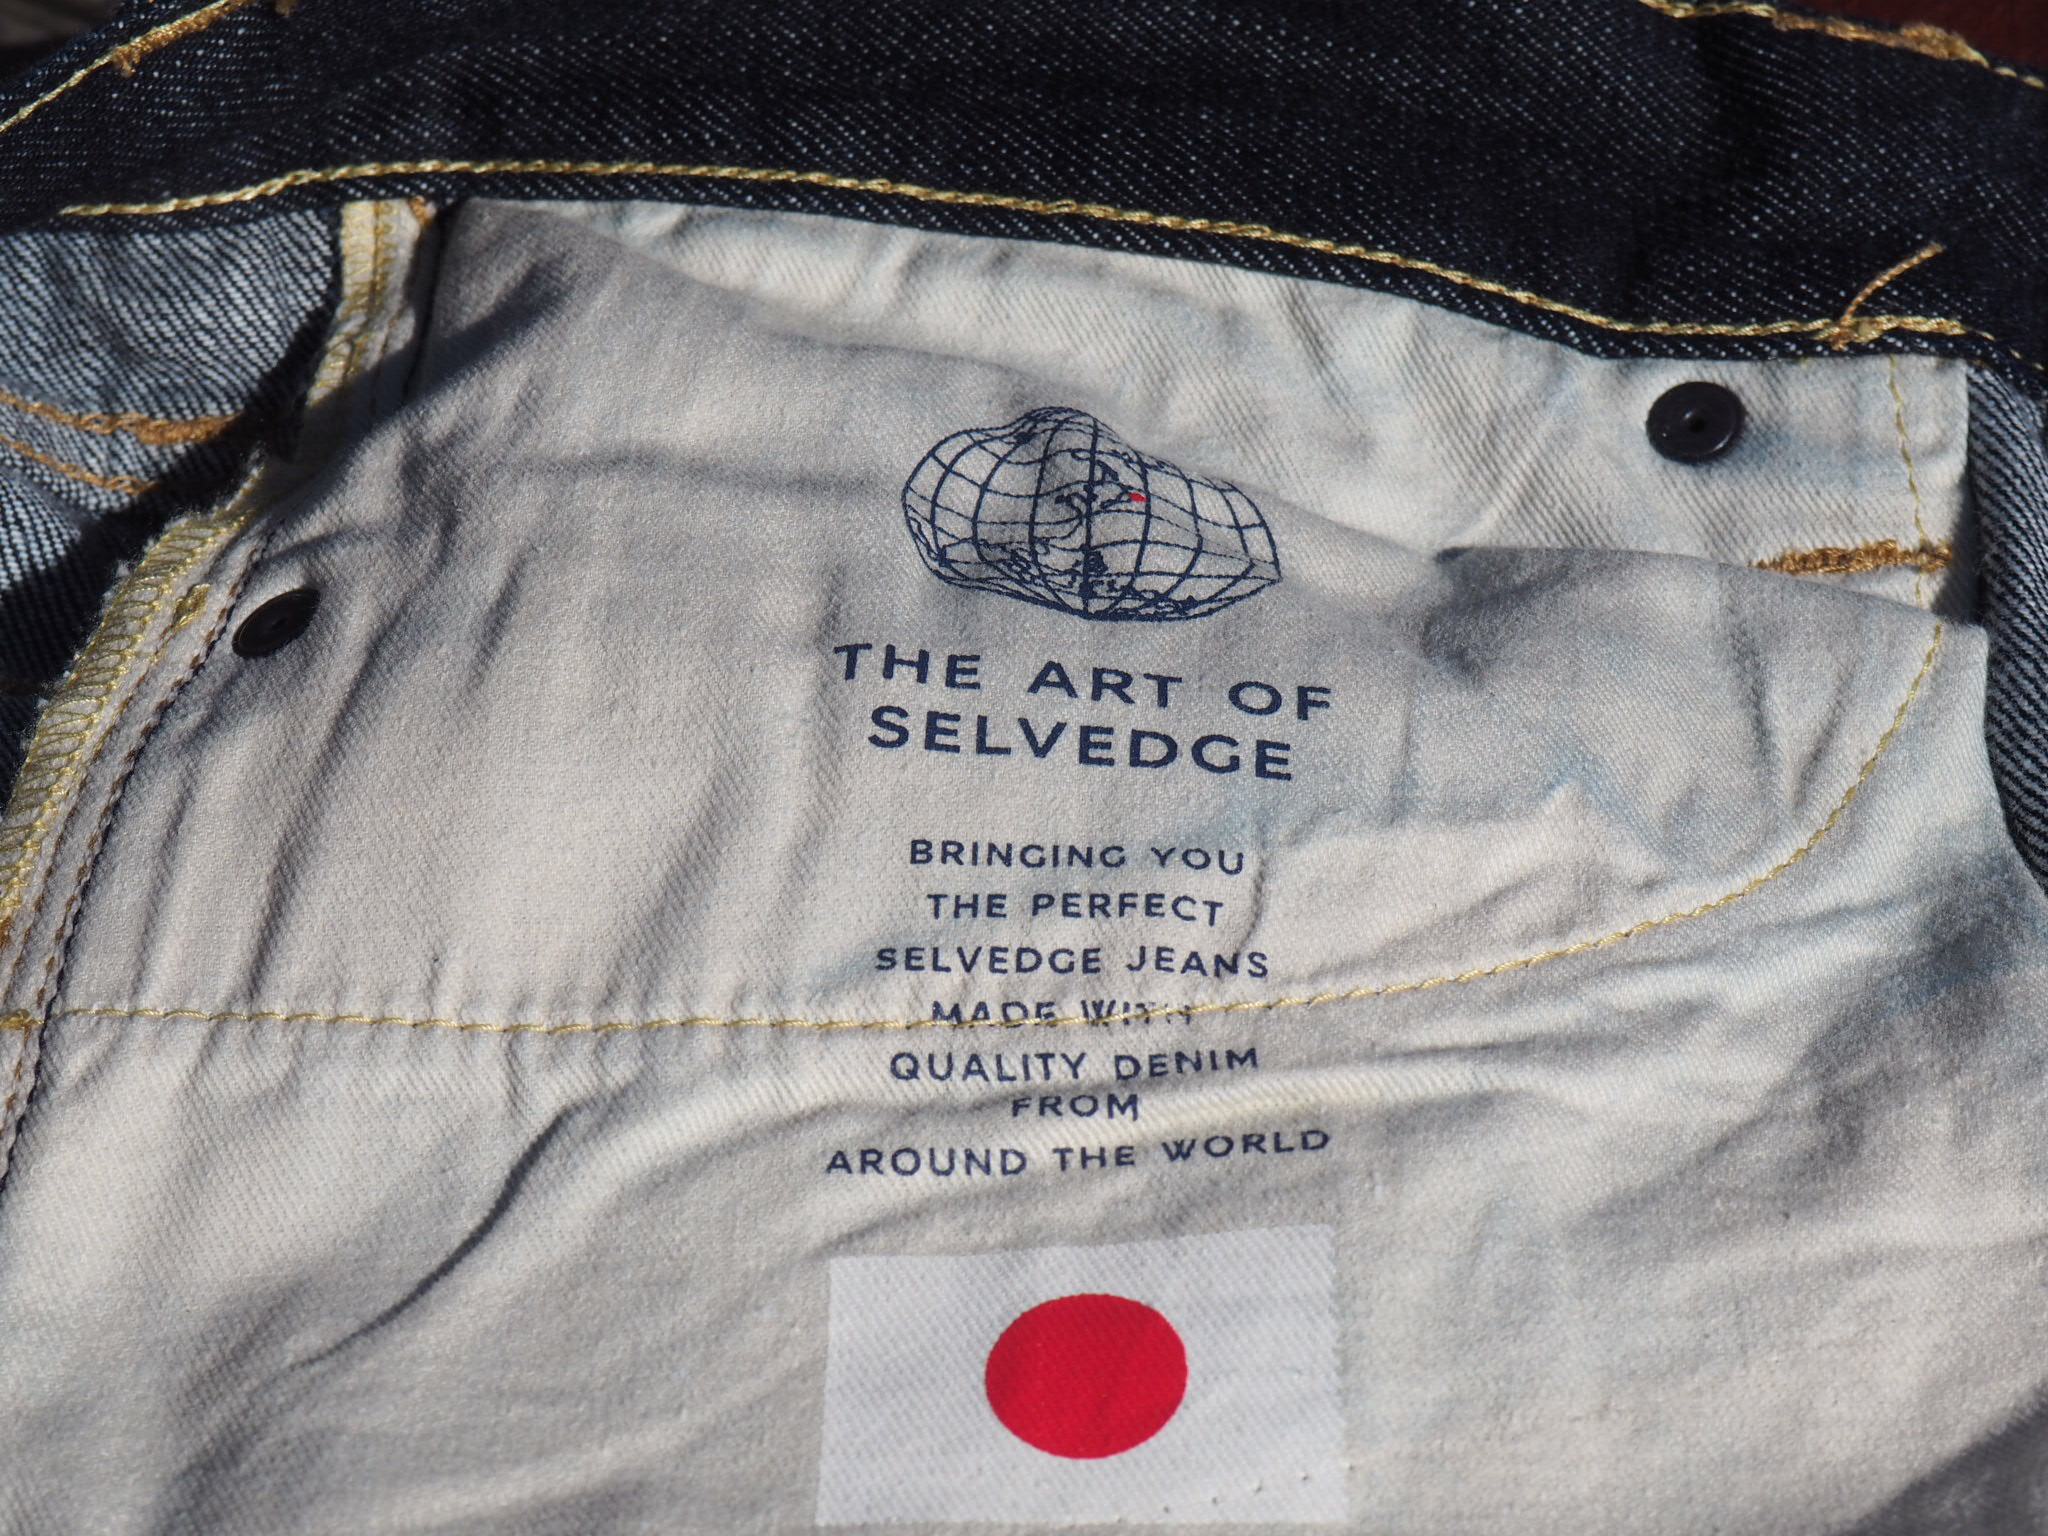 THE ART OF
SELVEDGE
BRINGING YOU
THE PERFECT
SELVEDGE JEANS
MADE WITH
QUALITY DENIM
FROM
AROUND THE WORLD